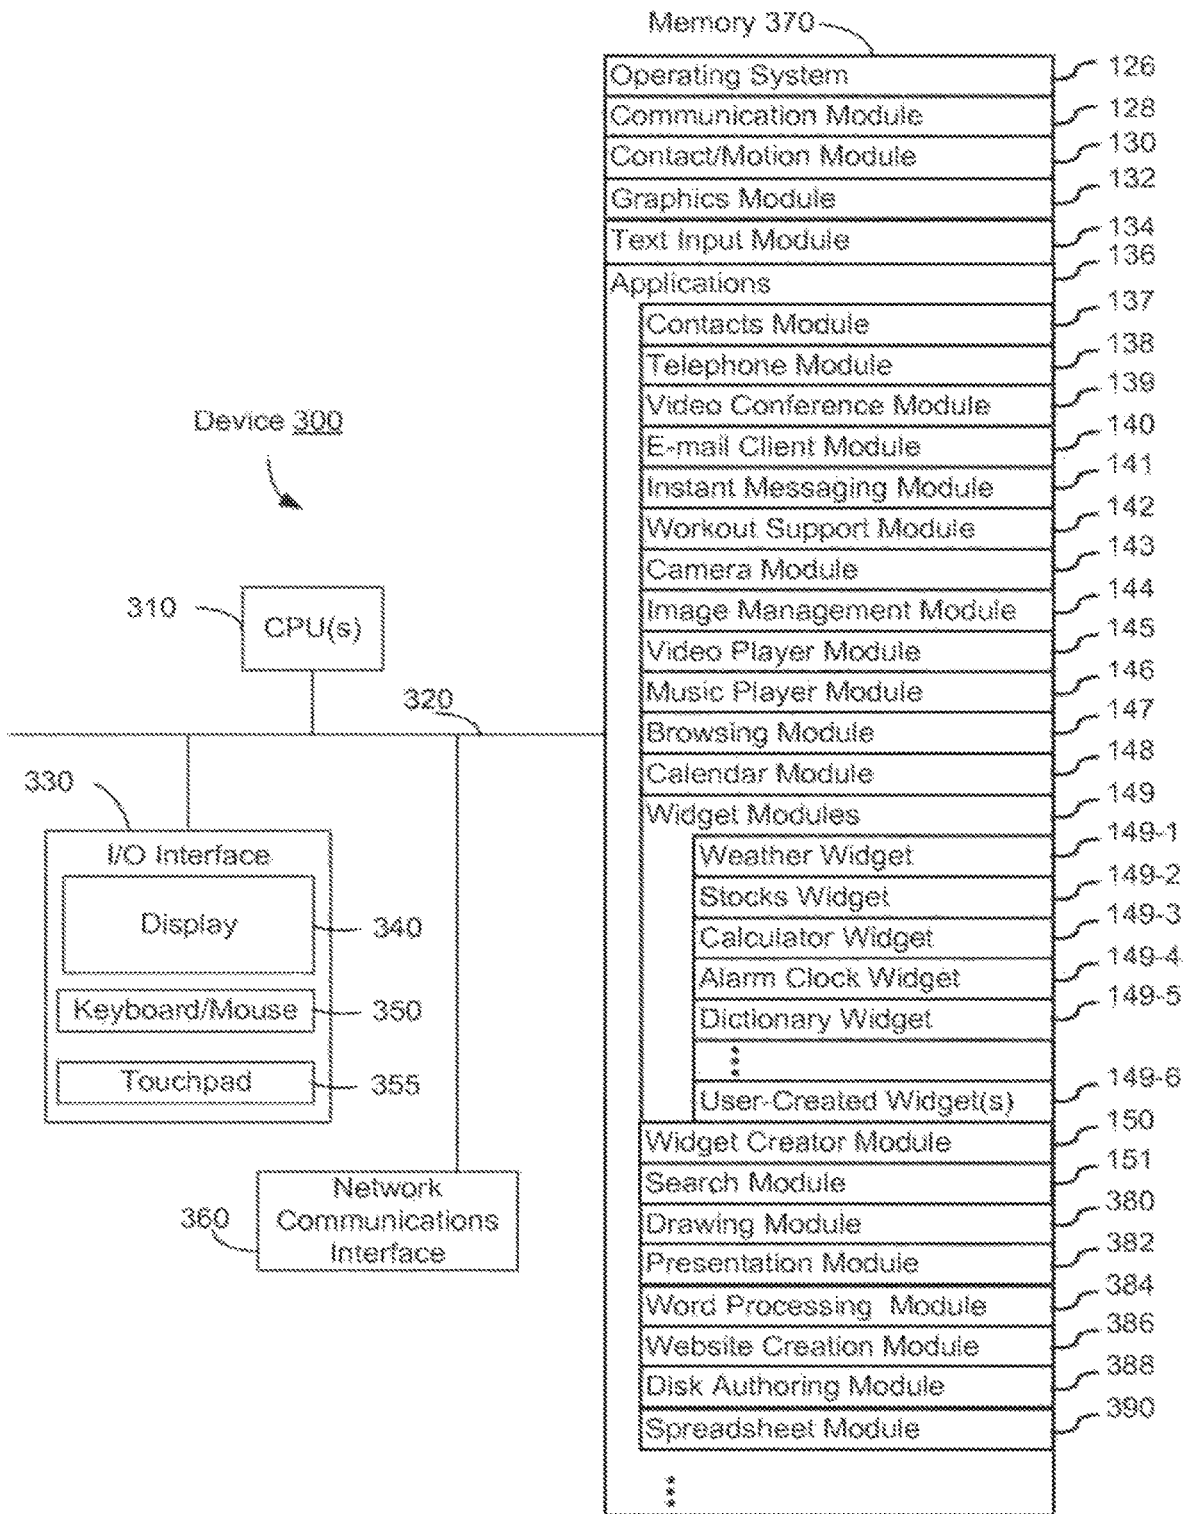 Memory 370
Operating System 126
Communication Module 128
Contact/Motion Module 130
Graphics Module 132
Text Input Module 134
Applications 136
Contacts Module 137
Telephone Module 138
Video Conference Module 139
E-mail Client Module 140
Instant Messaging Module 141
Workout Support Module 142
Camera Module 143
Image Management Module 144
Video Player Module 145
Music Player Module 146
Browsing Module 147
Calendar Module 148
Widget Modules 149
Weather Widget 149-1
Stocks Widget 149-2
Calculator Widget 149-3
Alarm Clock Widget 149-4
Dictionary Widget 149-5
User-Created Widget(s) 149-6
Widget Creator Module 150
Search Module 151
Drawing Module 380
Presentation Module 382
Word Processing Module 384
Website Creation Module 386
Disk Authoring Module 388
Spreadsheet Module 390
Device 300
310
CPU(s)
320
330
I/O Interface
Display 340
Keyboard/Mouse 350
Touchpad 355
360
Network
Communications
Interface